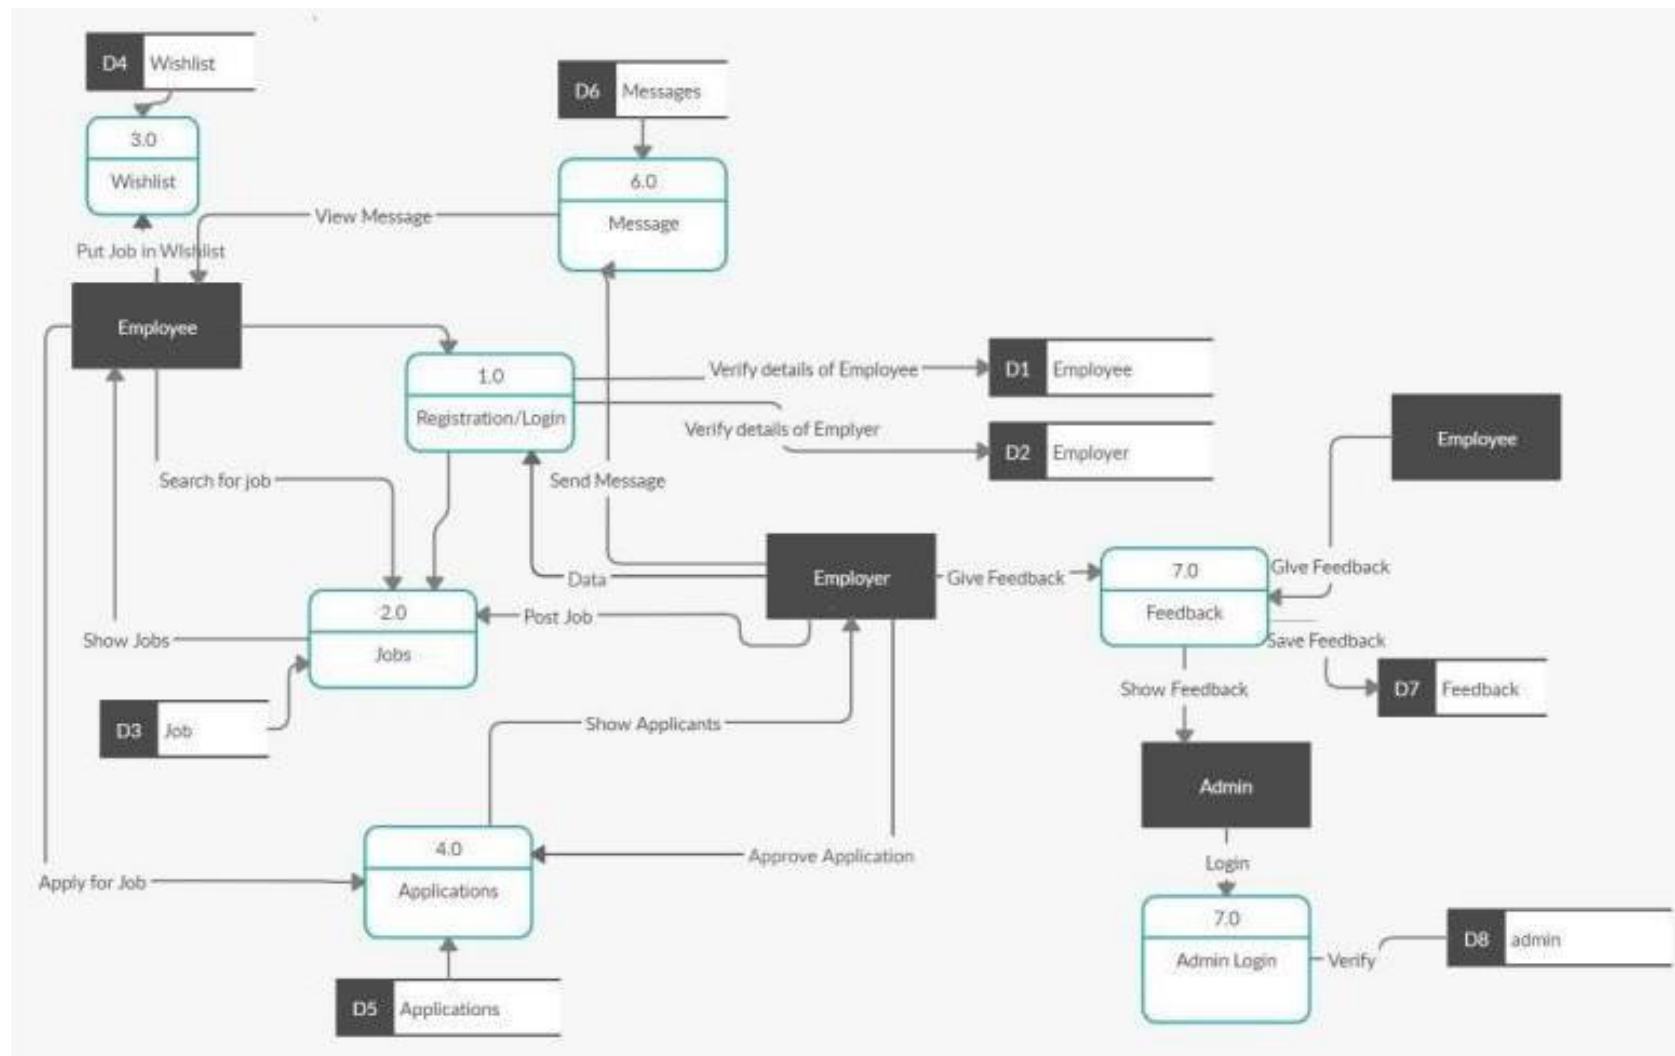 D4 Wishlist
3.0
Wishlist
D6 Messages
6.0
Message
View Message
Put Job in WIshlist
Employee
1.0
Registration/Login
Verify details of Employee
D1 Employee
Verify details of Emplyer
D2 Employer
Employee
Search for job
Send Message
Data
Employer
Give Feedback
7.0
Feedback
GIve Feedback
Save Feedback
Post Job
2.0
Jobs
Show Jobs
D3 Job
Show Feedback
D7 Feedback
Show Applicants
Admin
Login
4.0
Applications
Approve Application
Apply for Job
7.0
Admin Login
Verify
D8 admin
D5 Applications